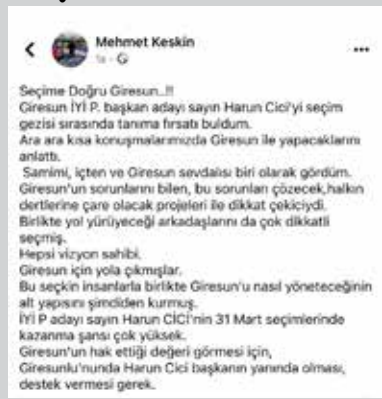 Mehmet Keskin
1a
Seçime Doğru Giresun..!!
Giresun İYİ P. başkan adayı sayın Harun Cici'yi seçim
gezisi sırasında tanıma fırsatı buldum.
Ara ara kısa konuşmalarımızda Giresun ile yapacaklarını
anlattı.
Samimi, içten ve Giresun sevdalısı biri olarak gördüm.
Giresun'un sorunlarını bilen, bu sorunları çözecek,halkın
dertlerine çare olacak projeleri ile dikkat çekiciydi.
Birlikte yol yürüyeceği arkadaşlarını da çok dikkatli
seçmiş.
Hepsi vizyon sahibi.
Giresun için yola çıkmışlar.
Bu seçkin insanlarla birlikte Giresun'u nasıl yöneteceğinin
alt yapısını şimdiden kurmuş.
İYİ P adayı sayın Harun CİCİ'nin 31 Mart seçimlerinde
kazanma şansı çok yüksek.
Giresun'un hak ettiği değeri görmesi için,
Giresunlu'nunda Harun Cici başkanın yanında olması,
destek vermesi gerek.